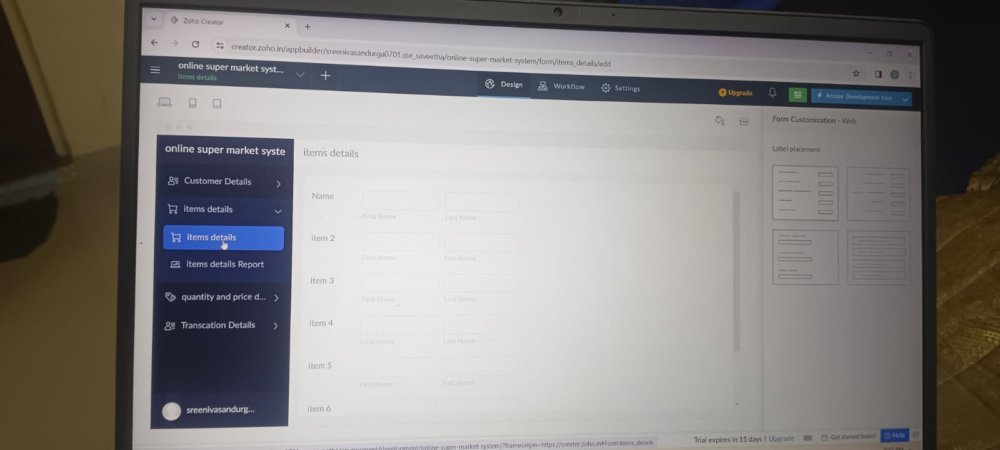 Zoho Creator
creator.zoho.in/appbuilder/sreenivasandurga0701.sse_saveetha/online-super-market-system/form/items_details/edit
online super market syst...
items details
Design
Workflow
Settings
Upgrade
Access Development Live
Form Customization - Web
Label placement
online super market syste
Customer Details
items details
items details
items details Report
quantity and price d...
Transcation Details
sreenivasandurg...
items details
Name
First Name Last Name
item 2
First Name Last Name
item 3
First Name Last Name
item 4
First Name Last Name
item 5
First Name Last Name
item 6
Trial expires in 15 days | Upgrade
Get started faster!
Help
/environment/development/online-super-market-system/?frameorigin=https://creator.zoho.in#Form:items_details